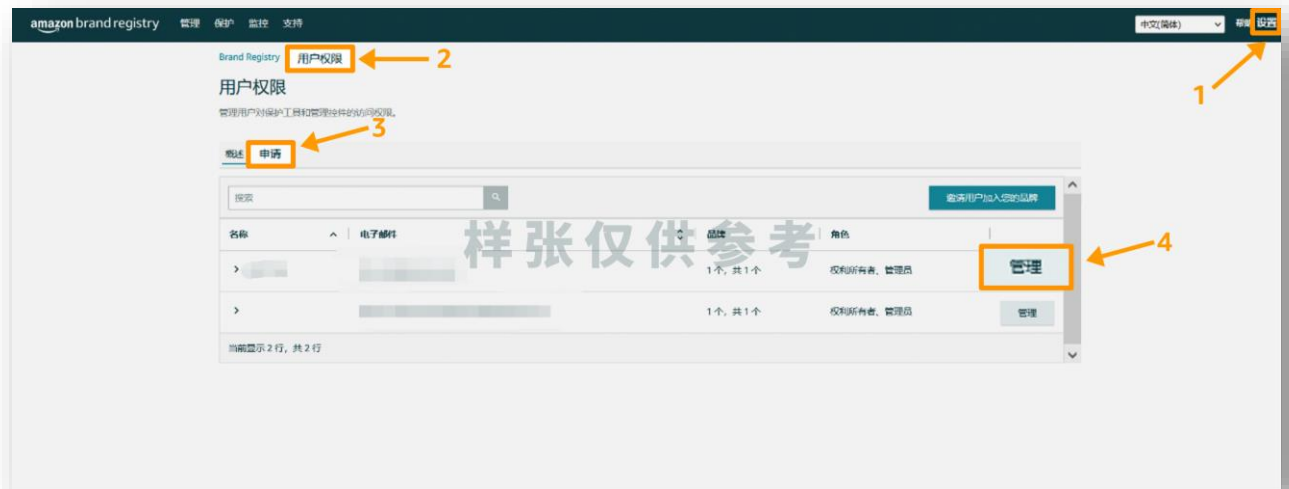 amazon brand registry 管理 保护 监控 支持 中文(简体) 帮助 设置
1
Brand Registry 用户权限 2
用户权限
管理用户对保护工具和管理控件的访问权限。
3
概述 申请
搜索 邀请用户加入您的品牌
名称 电子邮件 品牌 角色
样张仅供参考
4
1个, 共1个 权利所有者、管理员 管理
1个, 共1个 权利所有者、管理员 管理
当前显示2行, 共2行